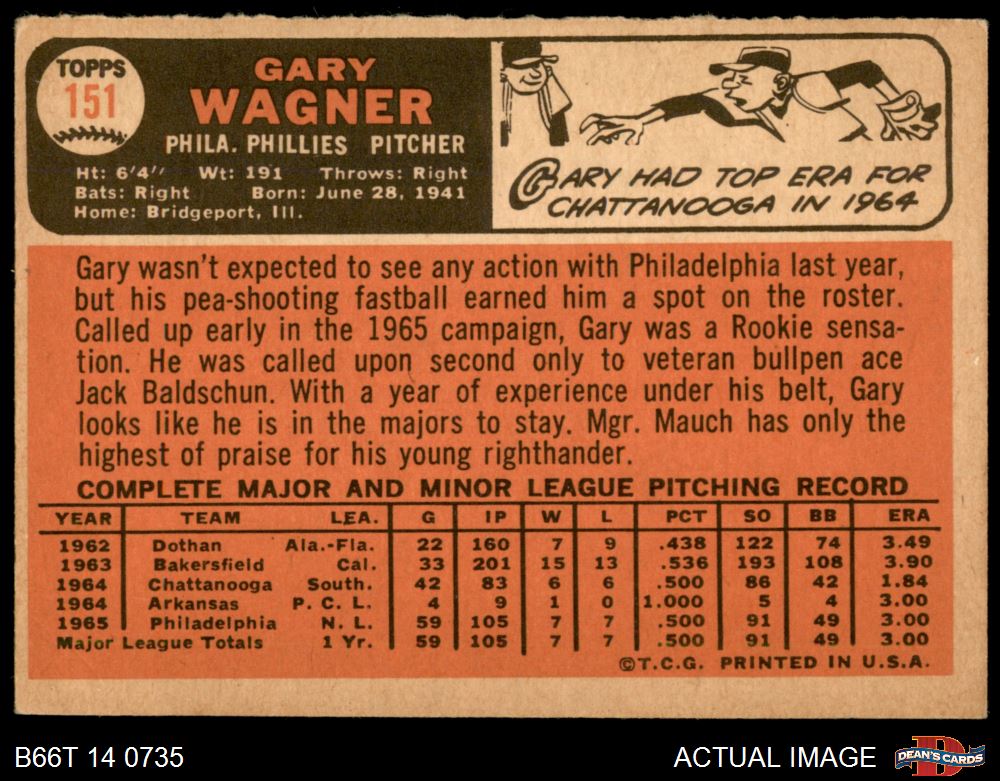 TOPPS
151
GARY
WAGNER
PHILA. PHILLIES PITCHER
Ht: 6'4" Wt: 191 Throws: Right
Bats: Right Born: June 28, 1941
Home: Bridgeport, Ill.
GARY HAD TOP ERA FOR
CHATTANOOGA IN 1964
Gary wasn't expected to see any action with Philadelphia last year,
but his pea-shooting fastball earned him a spot on the roster.
Called up early in the 1965 campaign, Gary was a Rookie sensa-
tion. He was called upon second only to veteran bullpen ace
Jack Baldschun. With a year of experience under his belt, Gary
looks like he is in the majors to stay. Mgr. Mauch has only the
highest of praise for his young righthander.
COMPLETE MAJOR AND MINOR LEAGUE PITCHING RECORD
YEAR TEAM LEA. G IP W L PCT SO BB ERA
1962 Dothan Ala.-Fla. 22 160 7 9 .438 122 74 3.49
1963 Bakersfield Cal. 33 201 15 13 .536 193 108 3.90
1964 Chattanooga South. 42 83 6 6 .500 86 42 1.84
1964 Arkansas P. C. L. 4 9 1 0 1.000 5 4 3.00
1965 Philadelphia N. L. 59 105 7 7 .500 91 49 3.00
Major League Totals 1 Yr. 59 105 7 7 .500 91 49 3.00
©T.C.G. PRINTED IN U.S.A.
B66T 14 0735
ACTUAL IMAGE
D
DEAN'S CARDS